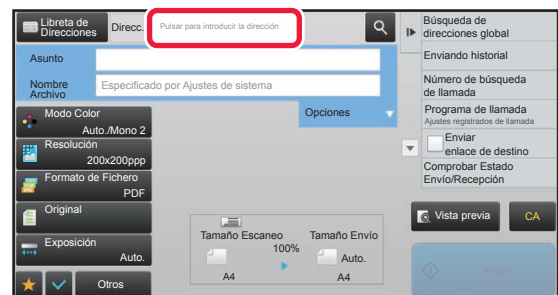 Libreta de
Direcciones
Direcc.
Pulsar para introducir la dirección
Asunto
Nombre
Archivo
Especificado por Ajustes de sistema
Opciones
Modo Color
Auto./Mono 2
Resolución
200x200ppp
Formato de Fichero
PDF
Original
Exposición
Auto.
Otros
Tamaño Escaneo
100%
A4
Tamaño Envío
Auto.
A4
Búsqueda de
direcciones global
Enviando historial
Número de búsqueda
de llamada
Programa de llamada
Ajustes registrados de llamada
Enviar
enlace de destino
Comprobar Estado
Envío/Recepción
Vista previa
CA
Iniciar